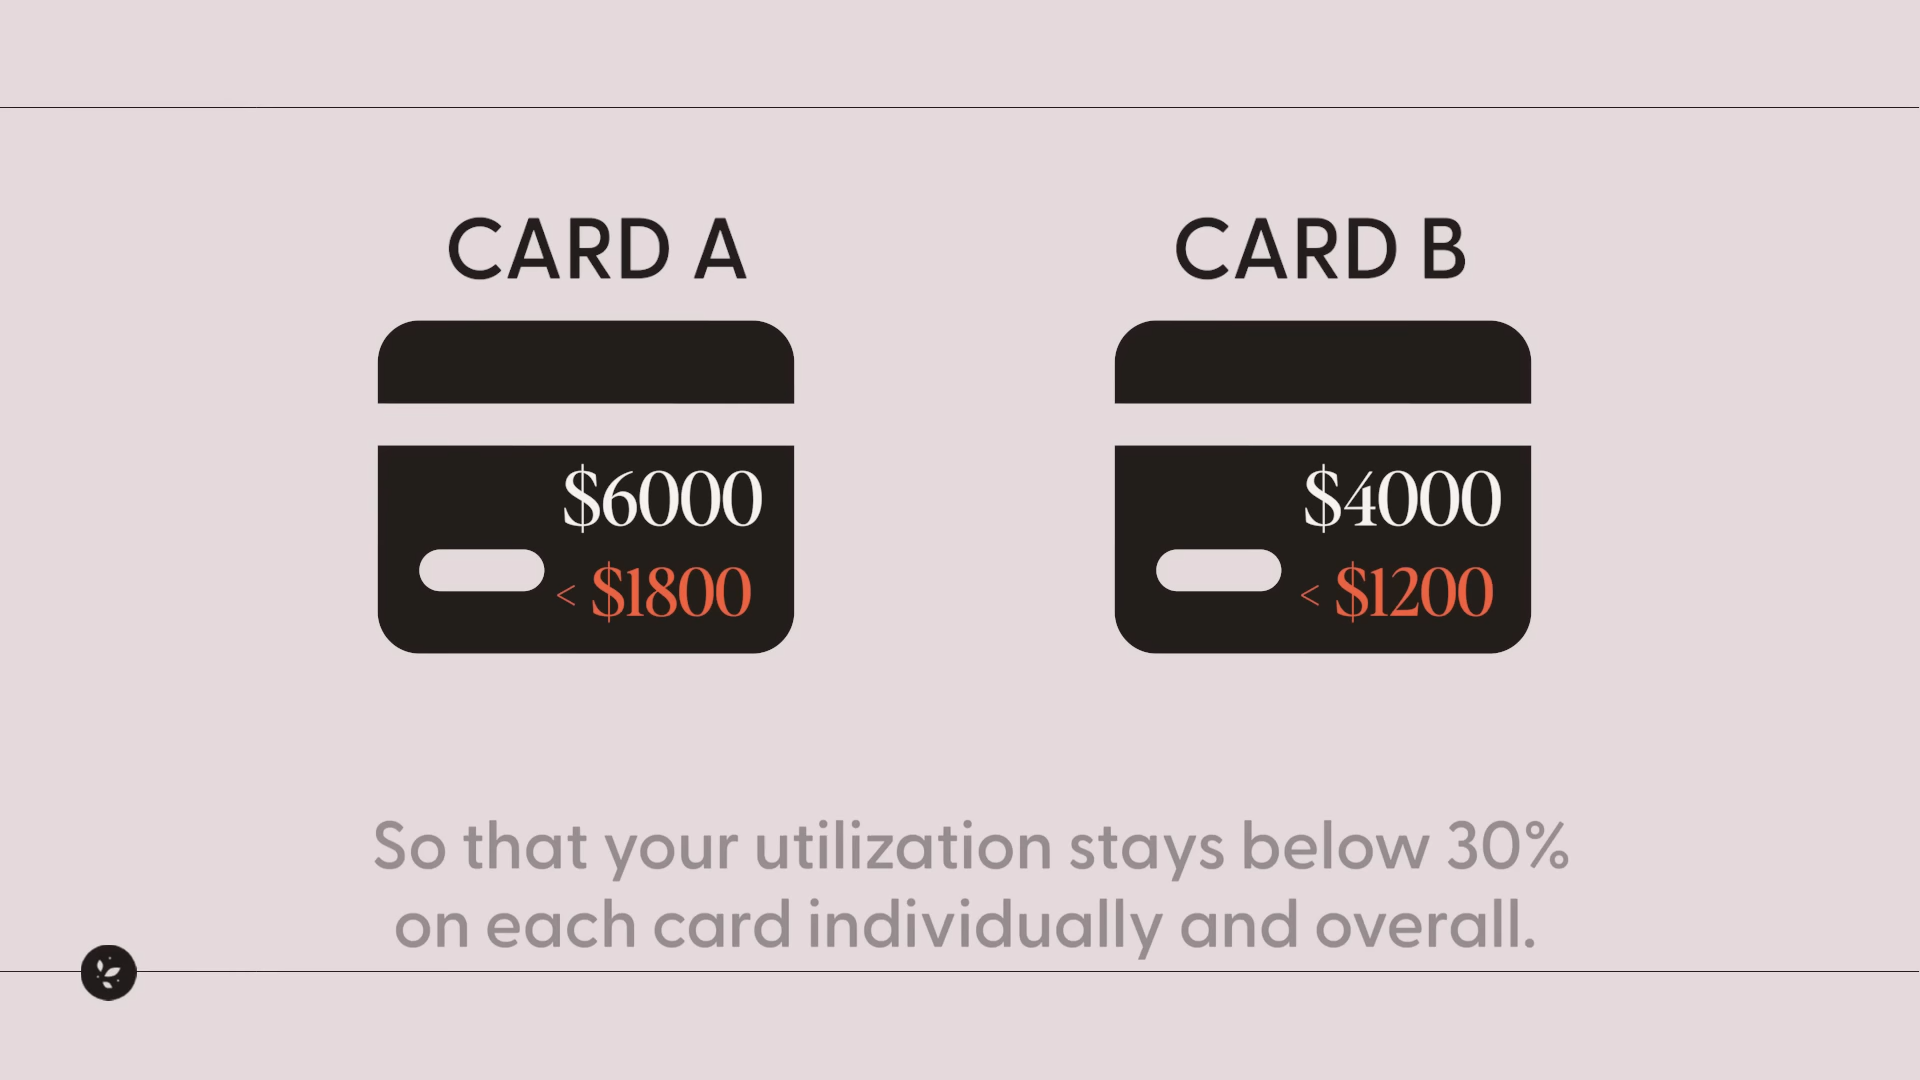 CARD A
CARD B
$6000
< $1800
$4000
< $1200
So that your utilization stays below 30%
on each card individually and overall.